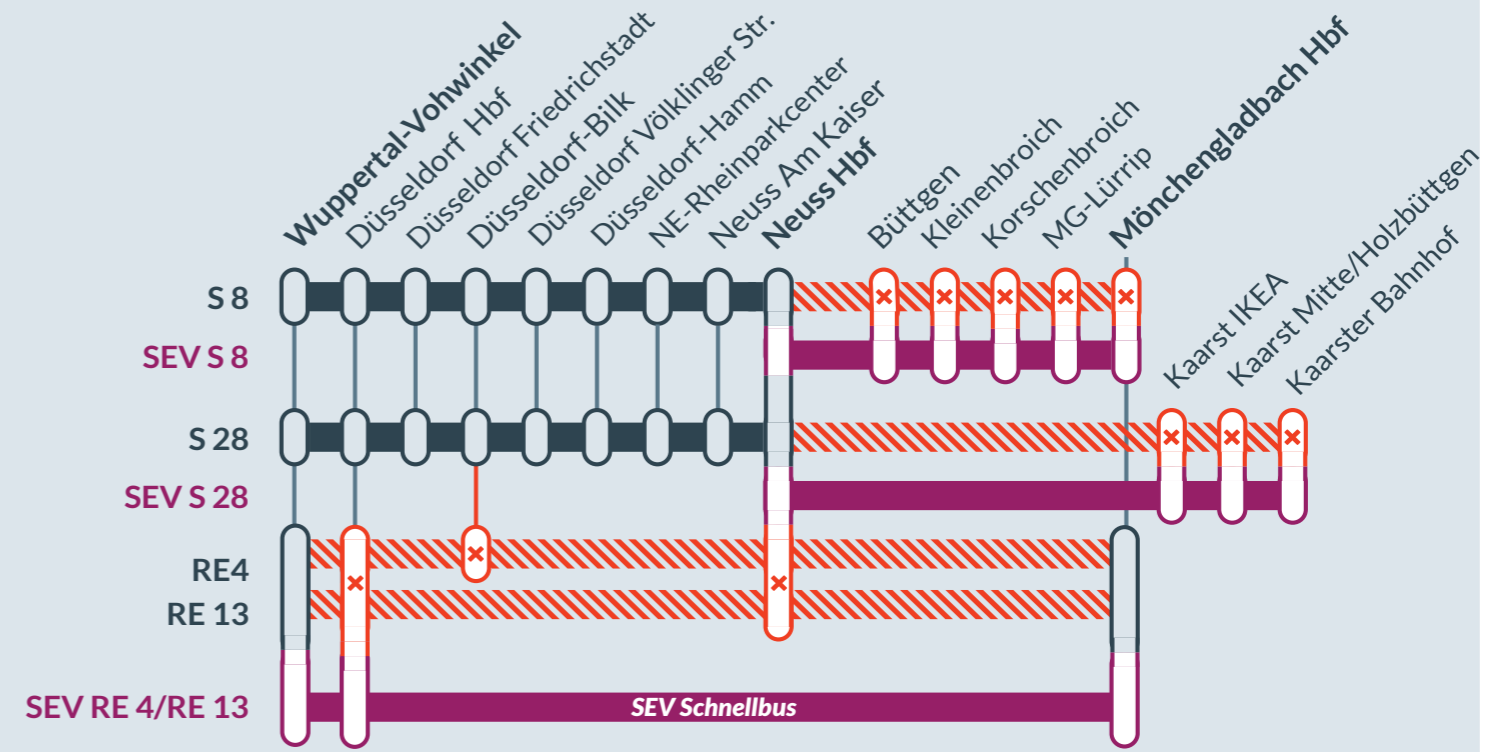 Wuppertal-Vohwinkel
Düsseldorf Hbf
Düsseldorf Friedrichstadt
Düsseldorf-Bilk
Düsseldorf Völklinger Str.
Düsseldorf-Hamm
NE-Rheinparkcenter
Neuss Am Kaiser
Neuss Hbf
Büttgen
Kleinenbroich
Korschenbroich
MG-Lürrip
Mönchengladbach Hbf
Kaarst IKEA
Kaarst Mitte/Holzbüttgen
Kaarster Bahnhof
S 8
SEV S 8
S 28
SEV S 28
RE4
RE 13
SEV RE 4/RE 13
SEV Schnellbus